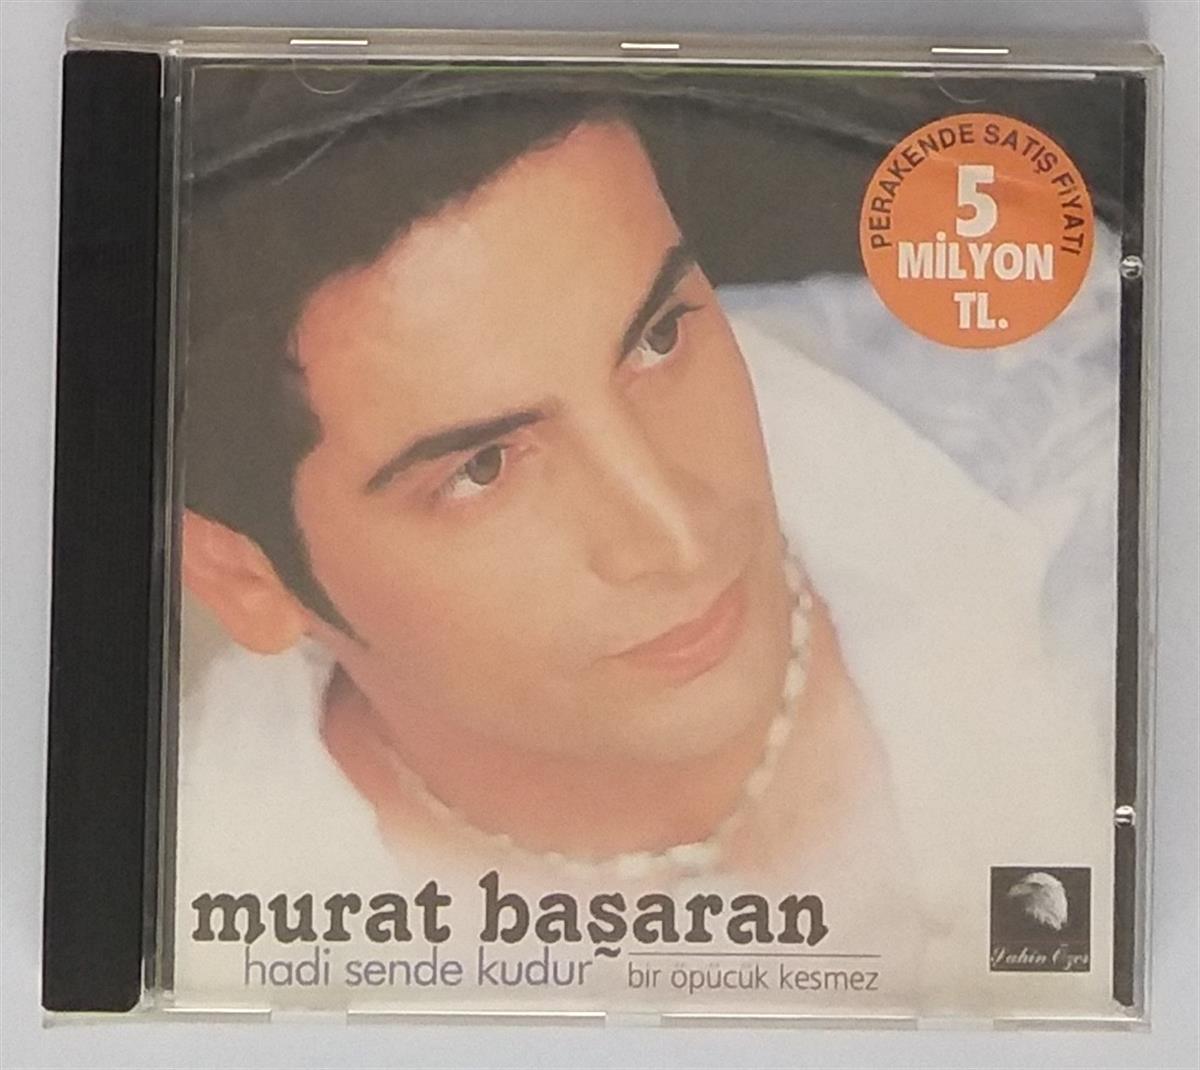 PERAKENDE SATIŞ FİYATI
5
MİLYON
TL.
murat başaran
hadi sende kudur
bir öpücük kesmez
Şahin Özer